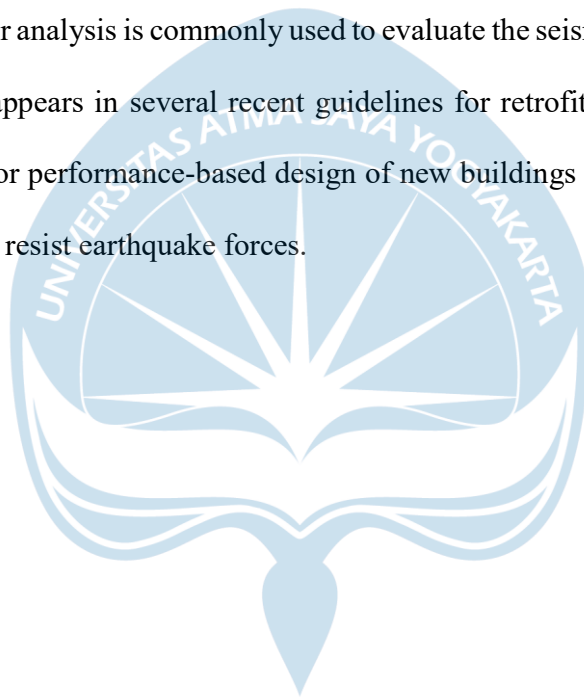 r analysis is commonly used to evaluate the seis
appears in several recent guidelines for retrofit
or performance-based design of new buildings
resist earthquake forces.
UNIVERSITAS ATMA JAYA YOGYAKARTA